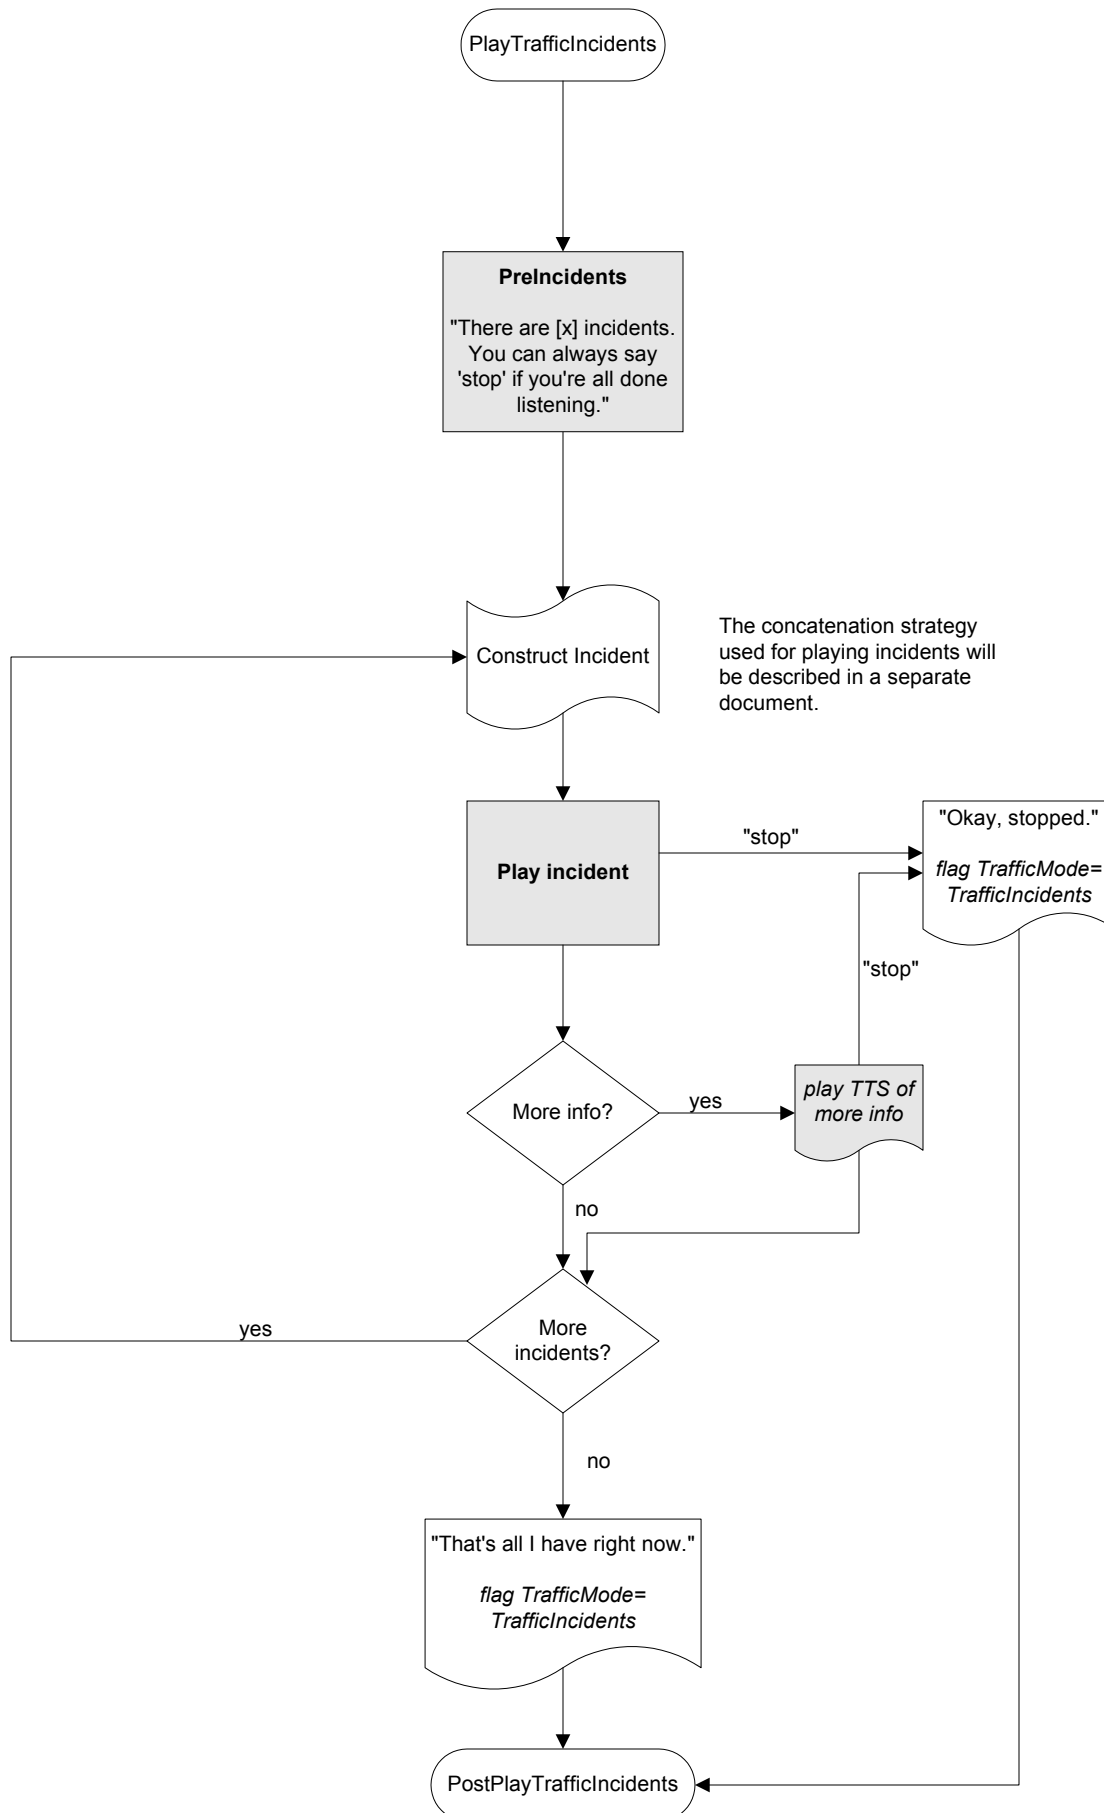 PlayTrafficIncidents
PreIncidents
"There are [x] incidents.
You can always say
'stop' if you're all done
listening."
Construct Incident
The concatenation strategy
used for playing incidents will
be described in a separate
document.
Play incident
"stop"
"Okay, stopped."
flag TrafficMode=
TrafficIncidents
"stop"
More info?
yes
play TTS of
more info
no
More
incidents?
yes
no
"That's all I have right now."
flag TrafficMode=
TrafficIncidents
PostPlayTrafficIncidents